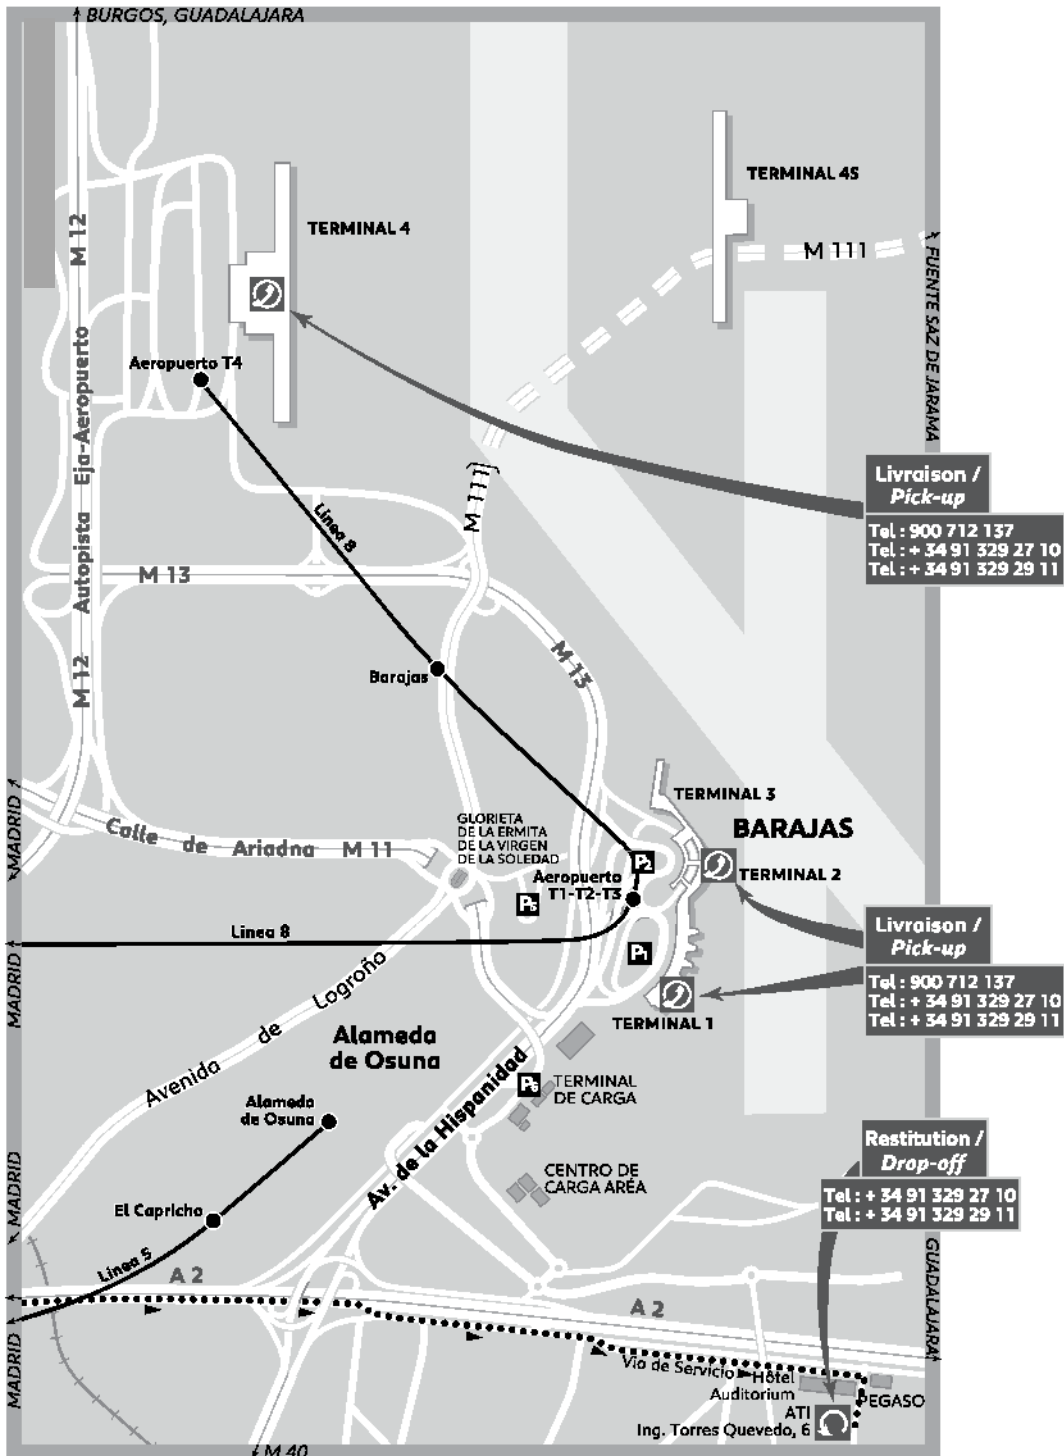 BURGOS, GUADALAJARA
TERMINAL 4S
TERMINAL 4
M 12
M 111
FUENTE SAZ DE JARAMA
Aeropuerto T4
Autopista Eja-Aeropuerto
Livraison /
Pick-up
Tel : 900 712 137
Tel : + 34 91 329 27 10
Tel : + 34 91 329 29 11
M 111
Línea 8
M 13
M 12
Barajas
M 13
MADRID
TERMINAL 3
Calle de Ariadna M 11
GLORIETA
DE LA ERMITA
DE LA VIRGEN
DE LA SOLEDAD
BARAJAS
P2
TERMINAL 2
Aeropuerto
T1-T2-T3
P5
Línea 8
Livraison /
Pick-up
Tel : 900 712 137
Tel : + 34 91 329 27 10
Tel : + 34 91 329 29 11
P1
MADRID
Avenida de Logroño
TERMINAL 1
Alameda
de Osuna
P6
TERMINAL
DE CARGA
Av. de la Hispanidad
Alameda
de Osuna
Restitution /
Drop-off
Tel : + 34 91 329 27 10
Tel : + 34 91 329 29 11
CENTRO DE
CARGA ARÉA
MADRID
El Capricho
Línea 5
A 2
A 2
GUADALAJARA
MADRID
Vio de Servicio
Hôtel
Auditorium
PEGASO
ATI
Ing. Torres Quevedo, 6
M 40